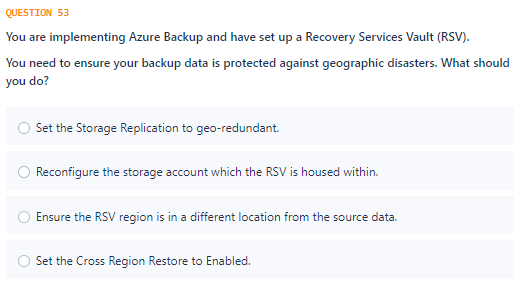 QUESTION 53
You are implementing Azure Backup and have set up a Recovery Services Vault (RSV).
You need to ensure your backup data is protected against geographic disasters. What should
you do?
Set the Storage Replication to geo-redundant.
Reconfigure the storage account which the RSV is housed within.
Ensure the RSV region is in a different location from the source data.
Set the Cross Region Restore to Enabled.